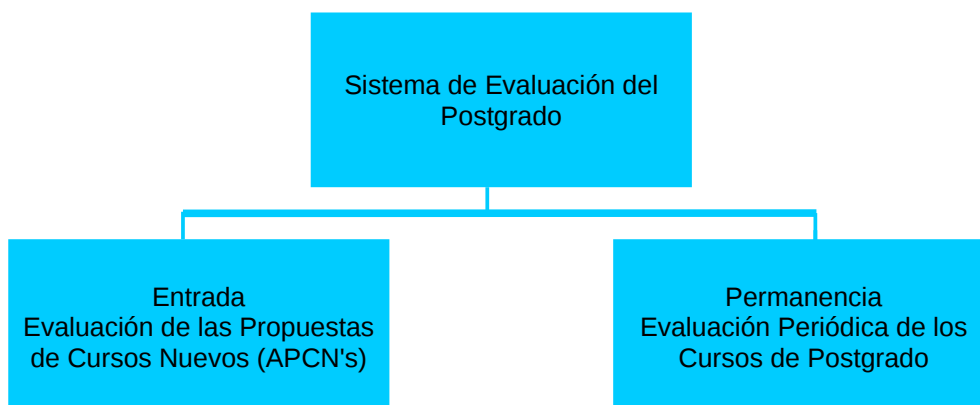 Sistema de Evaluación del
Postgrado
Entrada
Evaluación de las Propuestas
de Cursos Nuevos (APCN's)
Permanencia
Evaluación Periódica de los
Cursos de Postgrado